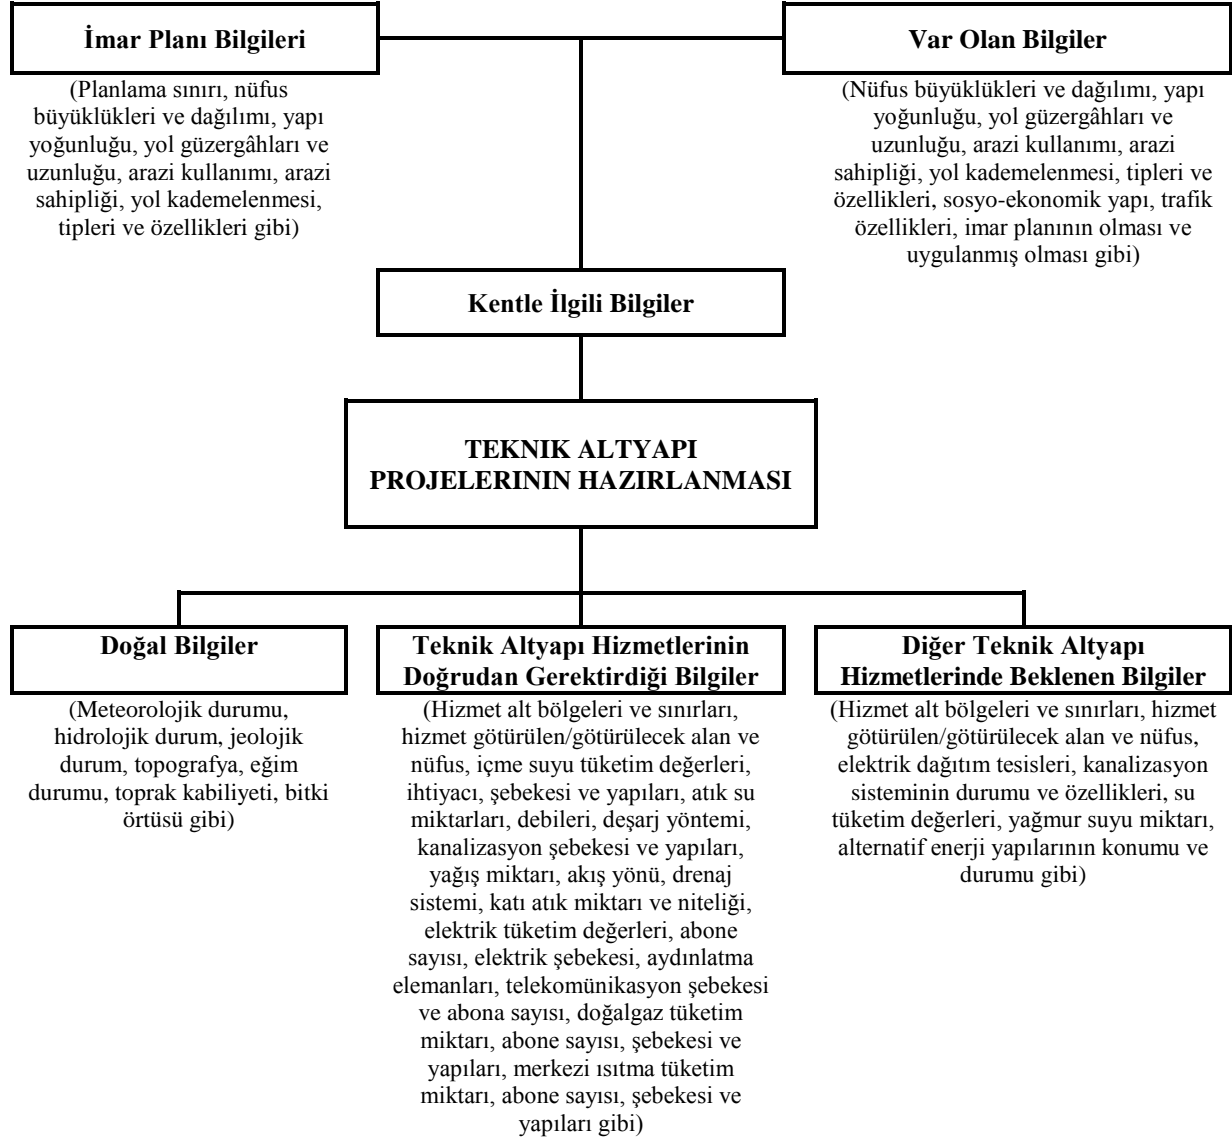 İmar Planı Bilgileri
(Planlama sınırı, nüfus
büyüklükleri ve dağılımı, yapı
yoğunluğu, yol güzergâhları ve
uzunluğu, arazi kullanımı, arazi
sahipliği, yol kademelenmesi,
tipleri ve özellikleri gibi)
Var Olan Bilgiler
(Nüfus büyüklükleri ve dağılımı, yapı
yoğunluğu, yol güzergâhları ve
uzunluğu, arazi kullanımı, arazi
sahipliği, yol kademelenmesi, tipleri ve
özellikleri, sosyo-ekonomik yapı, trafik
özellikleri, imar planının olması ve
uygulanmış olması gibi)
Kentle İlgili Bilgiler
TEKNIK ALTYAPI
PROJELERININ HAZIRLANMASI
Doğal Bilgiler
(Meteorolojik durumu,
hidrolojik durum, jeolojik
durum, topografya, eğim
durumu, toprak kabiliyeti, bitki
örtüsü gibi)
Teknik Altyapı Hizmetlerinin
Doğrudan Gerektirdiği Bilgiler
(Hizmet alt bölgeleri ve sınırları,
hizmet götürülen/götürülecek alan ve
nüfus, içme suyu tüketim değerleri,
ihtiyacı, şebekesi ve yapıları, atık su
miktarları, debileri, deşarj yöntemi,
kanalizasyon şebekesi ve yapıları,
yağış miktarı, akış yönü, drenaj
sistemi, katı atık miktarı ve niteliği,
elektrik tüketim değerleri, abone
sayısı, elektrik şebekesi, aydınlatma
elemanları, telekomünikasyon şebekesi
ve abona sayısı, doğalgaz tüketim
miktarı, abone sayısı, şebekesi ve
yapıları, merkezi ısıtma tüketim
miktarı, abone sayısı, şebekesi ve
yapıları gibi)
Diğer Teknik Altyapı
Hizmetlerinde Beklenen Bilgiler
(Hizmet alt bölgeleri ve sınırları, hizmet
götürülen/götürülecek alan ve nüfus,
elektrik dağıtım tesisleri, kanalizasyon
sisteminin durumu ve özellikleri, su
tüketim değerleri, yağmur suyu miktarı,
alternatif enerji yapılarının konumu ve
durumu gibi)